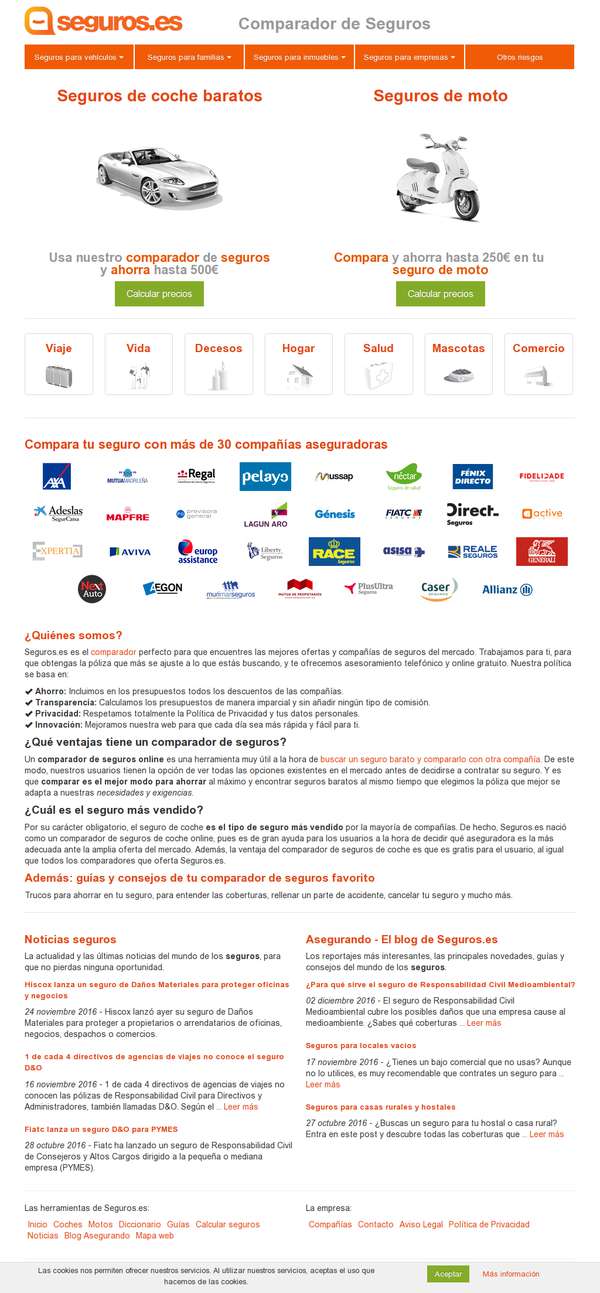 seguros.es
Comparador de Seguros
Seguros para vehículos
Seguros para familias
Seguros para inmuebles
Seguros para empresas
Otros riesgos
Seguros de coche baratos
Seguros de moto
Usa nuestro comparador de seguros
y ahorra hasta 500€
Compara y ahorra hasta 250€ en tu
seguro de moto
Calcular precios
Calcular precios
Viaje
Vida
Decesos
Hogar
Salud
Mascotas
Comercio
Compara tu seguro con más de 30 compañías aseguradoras
AXA
MUTUA MADRILEÑA
Regal
pelayo
mussap
néctar
Seguros de salud
FÉNIX
DIRECTO
FIDELIDADE
Adeslas
SegurCaixa
MAPFRE
previsora
general
LAGUN ARO
Génesis
FIATC
SEGUROS
Direct
Seguros
active
EXPERTIA
AVIVA
europ
assistance
Liberty
Seguros
RACE
Seguros
asisa
REALE
SEGUROS
GENERALI
Next
Auto
AEGON
murimarseguros
MUTUA DE PROPIETARIOS
PlusUltra
Seguros
Caser
Seguros
Allianz
¿Quiénes somos?
Seguros.es es el comparador perfecto para que encuentres las mejores ofertas y compañías de seguros del mercado. Trabajamos para ti, para
que obtengas la póliza que más se ajuste a lo que estás buscando, y te ofrecemos asesoramiento telefónico y online gratuito. Nuestra política
se basa en:
✔ Ahorro: Incluimos en los presupuestos todos los descuentos de las compañías.
✔ Transparencia: Calculamos los presupuestos de manera imparcial y sin añadir ningún tipo de comisión.
✔ Privacidad: Respetamos totalmente la Política de Privacidad y tus datos personales.
✔ Innovación: Mejoramos nuestra web para que cada día sea más rápida y fácil para ti.
¿Qué ventajas tiene un comparador de seguros?
Un comparador de seguros online es una herramienta muy útil a la hora de buscar un seguro barato y compararlo con otra compañía. De este
modo, nuestros usuarios tienen la opción de ver todas las opciones existentes en el mercado antes de decidirse a contratar su seguro. Y es
que comparar es el mejor modo para ahorrar al máximo y encontrar seguros baratos al mismo tiempo que elegimos la póliza que mejor se
adapta a nuestras necesidades y exigencias.
¿Cuál es el seguro más vendido?
Por su carácter obligatorio, el seguro de coche es el tipo de seguro más vendido por la mayoría de compañías. De hecho, Seguros.es nació
como un comparador de seguros de coche online, pues es de gran ayuda para los usuarios a la hora de decidir qué aseguradora es la más
adecuada ante la amplia oferta del mercado. Además, la ventaja del comparador de seguros de coche es que es gratis para el usuario, al igual
que todos los comparadores que oferta Seguros.es.
Además: guías y consejos de tu comparador de seguros favorito
Trucos para ahorrar en tu seguro, para entender las coberturas, rellenar un parte de accidente, cancelar tu seguro y mucho más.
Noticias seguros
La actualidad y las últimas noticias del mundo de los seguros, para
que no pierdas ninguna oportunidad.
Hiscox lanza un seguro de Daños Materiales para proteger oficinas
y negocios
24 noviembre 2016 - Hiscox lanzó ayer su seguro de Daños
Materiales para proteger a propietarios o arrendatarios de oficinas,
negocios, despachos o comercios.
1 de cada 4 directivos de agencias de viajes no conoce el seguro
D&O
16 noviembre 2016 - 1 de cada 4 directivos de agencias de viajes no
conocen las pólizas de Responsabilidad Civil para Directivos y
Administradores, también llamadas D&O. Según el ... Leer más
Fiatc lanza un seguro D&O para PYMES
28 octubre 2016 - Fiatc ha lanzado un seguro de Responsabilidad Civil
de Consejeros y Altos Cargos dirigido a la pequeña o mediana
empresa (PYMES).
Asegurando - El blog de Seguros.es
Los reportajes más interesantes, las principales novedades, guías y
consejos del mundo de los seguros.
¿Para qué sirve el seguro de Responsabilidad Civil Medioambiental?
02 diciembre 2016 - El seguro de Responsabilidad Civil
Medioambiental cubre los posibles daños que una empresa cause al
medioambiente. ¿Sabes qué coberturas ... Leer más
Seguros para locales vacíos
17 noviembre 2016 - ¿Tienes un bajo comercial que no usas? Aunque
no lo utilices, es muy recomendable que contrates un seguro para ...
Leer más
Seguros para casas rurales y hostales
27 octubre 2016 - ¿Buscas un seguro para tu hostal o casa rural?
Entra en este post y descubre todas las coberturas que ... Leer más
Las herramientas de Seguros.es:
Inicio Coches Motos Diccionario Guías Calcular seguros
Noticias Blog Asegurando Mapa web
La empresa:
Compañías Contacto Aviso Legal Política de Privacidad
Las cookies nos permiten ofrecer nuestros servicios. Al utilizar nuestros servicios, aceptas el uso que
hacemos de las cookies.
Aceptar
Más información